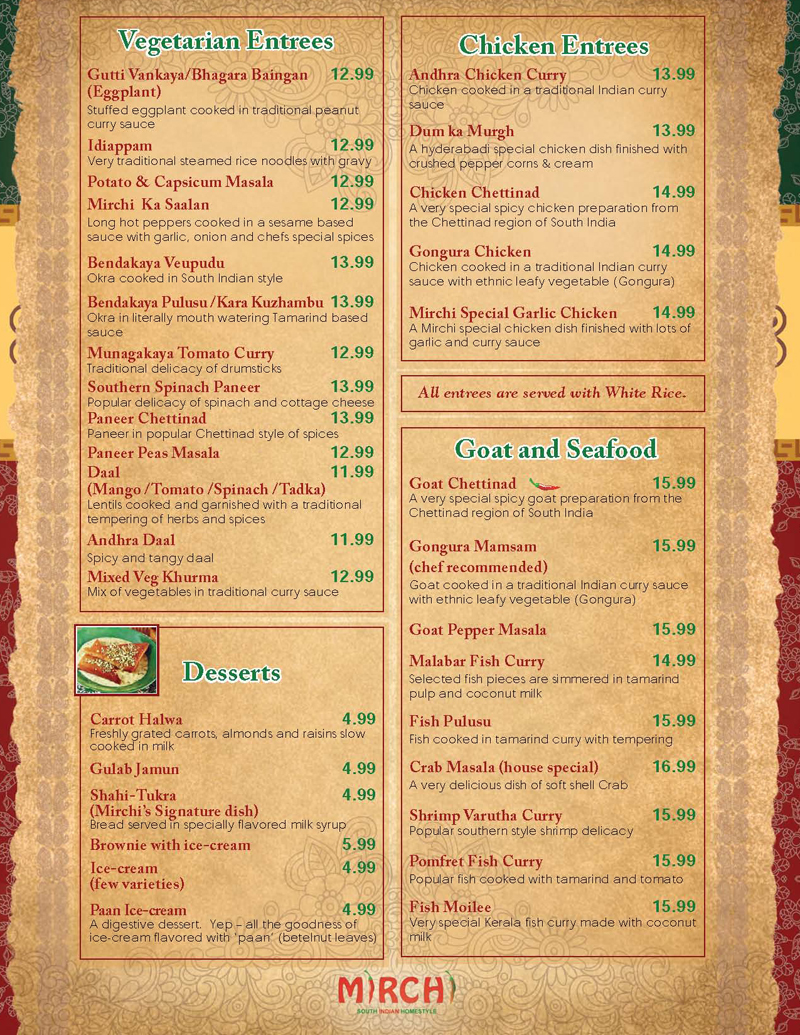 Vegetarian Entrees
Gutti Vankaya/Bhagara Baingan 12.99
(Eggplant)
Stuffed eggplant cooked in traditional peanut
curry sauce
Idiappam 12.99
Very traditional steamed rice noodles with gravy
Potato & Capsicum Masala 12.99
Mirchi Ka Saalan 12.99
Long hot peppers cooked in a sesame based
sauce with garlic, onion and chefs special spices
Bendakaya Veupudu 13.99
Okra cooked in South Indian style
Bendakaya Pulusu /Kara Kuzhambu 13.99
Okra in literally mouth watering Tamarind based
sauce
Munagakaya Tomato Curry 12.99
Traditional delicacy of drumsticks
Southern Spinach Paneer 13.99
Popular delicacy of spinach and cottage cheese
Paneer Chettinad 13.99
Paneer in popular Chettinad style of spices
Paneer Peas Masala 12.99
Daal 11.99
(Mango /Tomato /Spinach /Tadka)
Lentils cooked and garnished with a traditional
tempering of herbs and spices
Andhra Daal 11.99
Spicy and tangy daal
Mixed Veg Khurma 12.99
Mix of vegetables in traditional curry sauce
Desserts
Carrot Halwa 4.99
Freshly grated carrots, almonds and raisins slow
cooked in milk
Gulab Jamun 4.99
Shahi-Tukra 4.99
(Mirchi's Signature dish)
Bread served in specially flavored milk syrup
Brownie with ice-cream 5.99
Ice-cream 4.99
(few varieties)
Paan Ice-cream 4.99
A digestive dessert. Yep – all the goodness of
ice-cream flavored with 'paan' (betelnut leaves)
Chicken Entrees
Andhra Chicken Curry 13.99
Chicken cooked in a traditional Indian curry
sauce
Dum ka Murgh 13.99
A hyderabadi special chicken dish finished with
crushed pepper corns & cream
Chicken Chettinad 14.99
A very special spicy chicken preparation from
the Chettinad region of South India
Gongura Chicken 14.99
Chicken cooked in a traditional Indian curry
sauce with ethnic leafy vegetable (Gongura)
Mirchi Special Garlic Chicken 14.99
A Mirchi special chicken dish finished with lots of
garlic and curry sauce
All entrees are served with White Rice.
Goat and Seafood
Goat Chettinad 15.99
A very special spicy goat preparation from the
Chettinad region of South India
Gongura Mamsam 15.99
(chef recommended)
Goat cooked in a traditional Indian curry sauce
with ethnic leafy vegetable (Gongura)
Goat Pepper Masala 15.99
Malabar Fish Curry 14.99
Selected fish pieces are simmered in tamarind
pulp and coconut milk
Fish Pulusu 15.99
Fish cooked in tamarind curry with tempering
Crab Masala (house special) 16.99
A very delicious dish of soft shell Crab
Shrimp Varutha Curry 15.99
Popular southern style shrimp delicacy
Pomfret Fish Curry 15.99
Popular fish cooked with tamarind and tomato
Fish Moilee 15.99
Very special Kerala fish curry made with coconut
milk
MIRCHI
SOUTH INDIAN HOMESTYLE